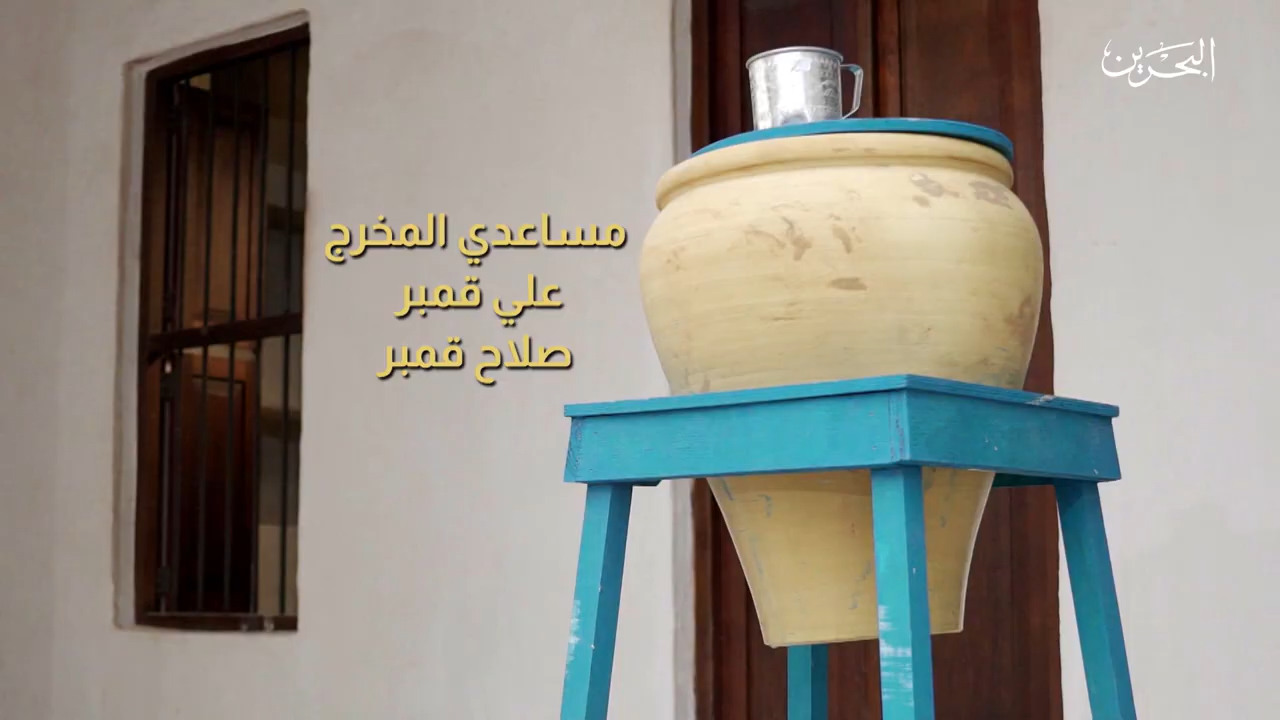 البحرين
مساعدي المخرج
علي قمبر
صلاح قمبر